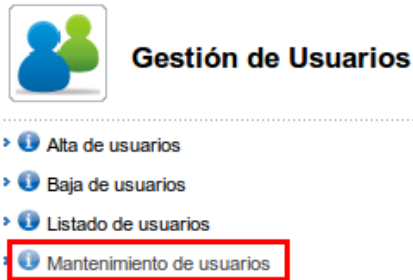 Gestión de Usuarios
Alta de usuarios
Baja de usuarios
Listado de usuarios
Mantenimiento de usuarios